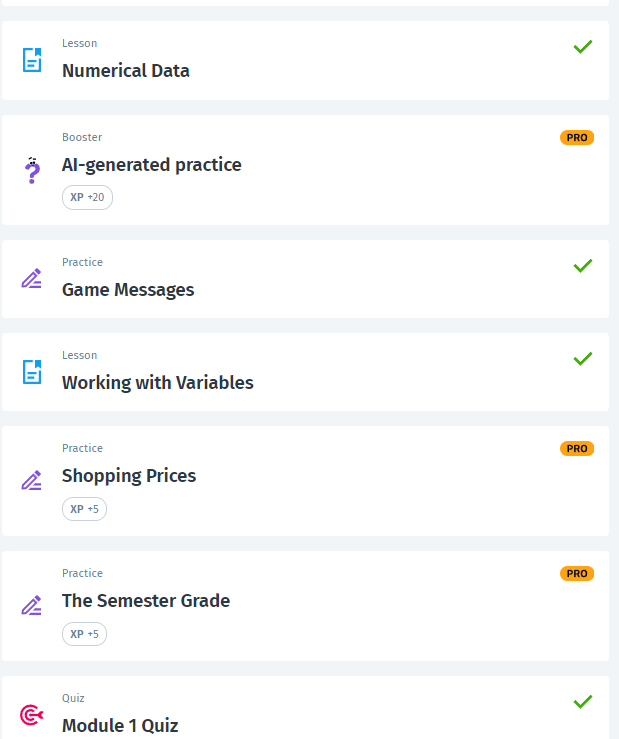 Lesson
Numerical Data
Booster
PRO
AI-generated practice
XP +20
Practice
Game Messages
Lesson
Working with Variables
Practice
PRO
Shopping Prices
XP +5
Practice
PRO
The Semester Grade
XP +5
Quiz
Module 1 Quiz